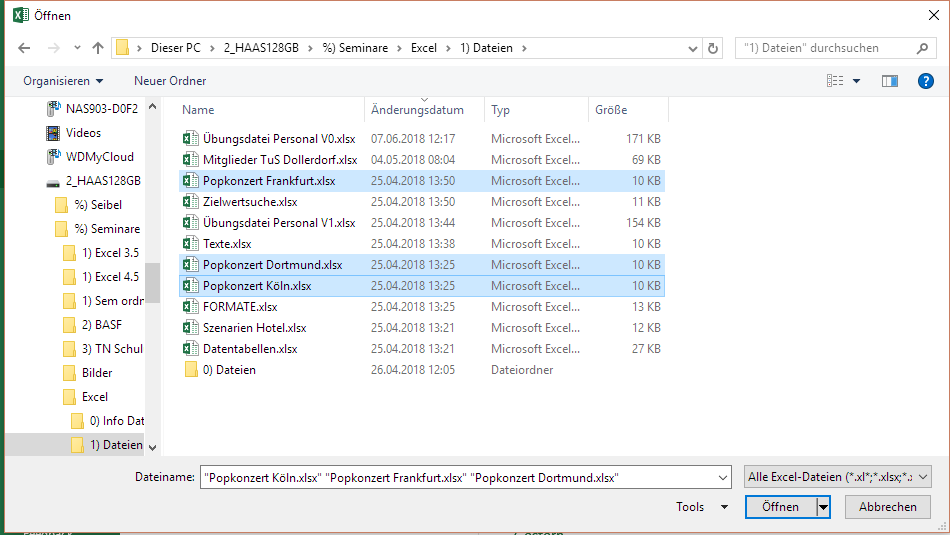 Öffnen
Dieser PC > 2_HAAS128GB > %) Seminare > Excel > 1) Dateien >
"1) Dateien" durchsuchen
Organisieren
Neuer Ordner
NAS903-D0F2
Videos
WDMyCloud
2_HAAS128GB
%) Seibel
%) Seminare
1) Excel 3.5
1) Excel 4.5
1) Sem ordn
2) BASF
3) TN Schul
Bilder
Excel
0) Info Dat
1) Dateien
Name Änderungsdatum Typ Größe
Übungsdatei Personal V0.xlsx 07.06.2018 12:17 Microsoft Excel... 171 KB
Mitglieder TuS Dollerdorf.xlsx 04.05.2018 08:04 Microsoft Excel... 69 KB
Popkonzert Frankfurt.xlsx 25.04.2018 13:50 Microsoft Excel... 10 KB
Zielwertsuche.xlsx 25.04.2018 13:50 Microsoft Excel... 11 KB
Übungsdatei Personal V1.xlsx 25.04.2018 13:44 Microsoft Excel... 154 KB
Texte.xlsx 25.04.2018 13:38 Microsoft Excel... 10 KB
Popkonzert Dortmund.xlsx 25.04.2018 13:25 Microsoft Excel... 10 KB
Popkonzert Köln.xlsx 25.04.2018 13:25 Microsoft Excel... 10 KB
FORMATE.xlsx 25.04.2018 13:25 Microsoft Excel... 13 KB
Szenarien Hotel.xlsx 25.04.2018 13:21 Microsoft Excel... 12 KB
Datentabellen.xlsx 25.04.2018 13:21 Microsoft Excel... 27 KB
0) Dateien 26.04.2018 12:05 Dateiordner
Dateiname: "Popkonzert Köln.xlsx" "Popkonzert Frankfurt.xlsx" "Popkonzert Dortmund.xlsx"
Alle Excel-Dateien (*.xl*;*.xlsx;*.
Tools
Öffnen
Abbrechen